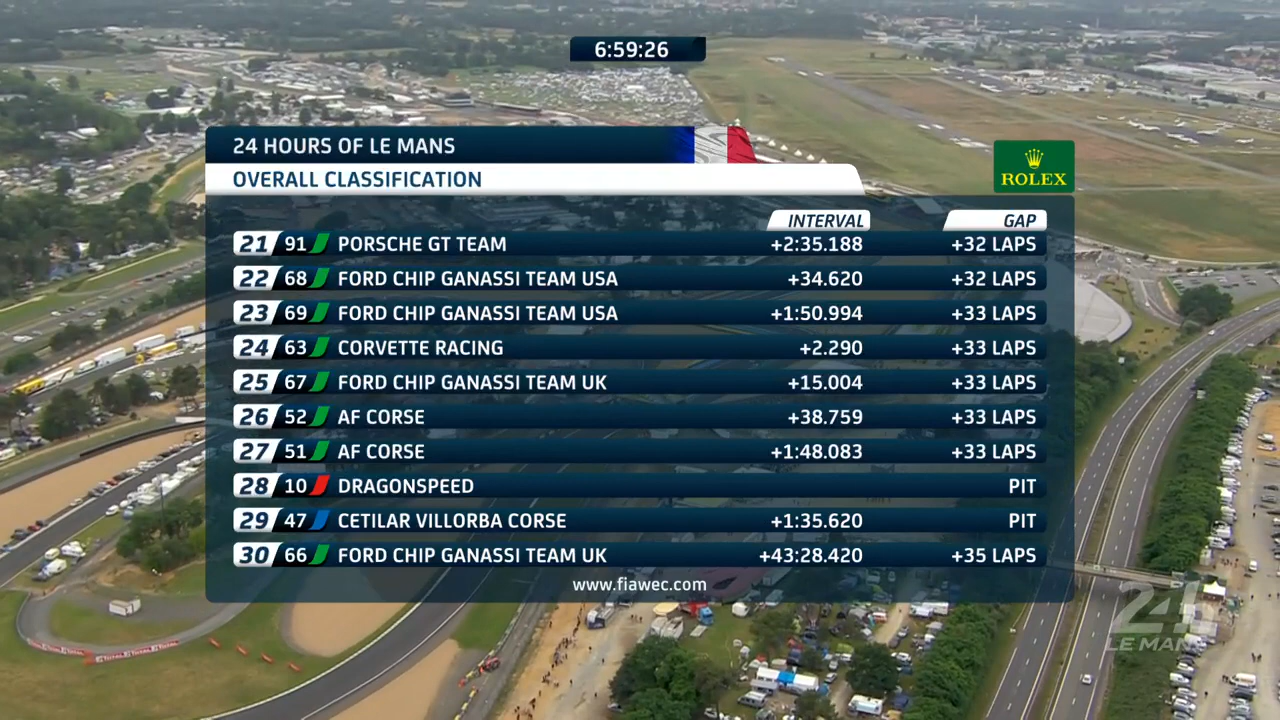 6:59:26
24 HOURS OF LE MANS
OVERALL CLASSIFICATION
ROLEX
INTERVAL GAP
21 91 PORSCHE GT TEAM +2:35.188 +32 LAPS
22 68 FORD CHIP GANASSI TEAM USA +34.620 +32 LAPS
23 69 FORD CHIP GANASSI TEAM USA +1:50.994 +33 LAPS
24 63 CORVETTE RACING +2.290 +33 LAPS
25 67 FORD CHIP GANASSI TEAM UK +15.004 +33 LAPS
26 52 AF CORSE +38.759 +33 LAPS
27 51 AF CORSE +1:48.083 +33 LAPS
28 10 DRAGONSPEED PIT
29 47 CETILAR VILLORBA CORSE +1:35.620 PIT
30 66 FORD CHIP GANASSI TEAM UK +43:28.420 +35 LAPS
www.fiawec.com
24
LE MANS